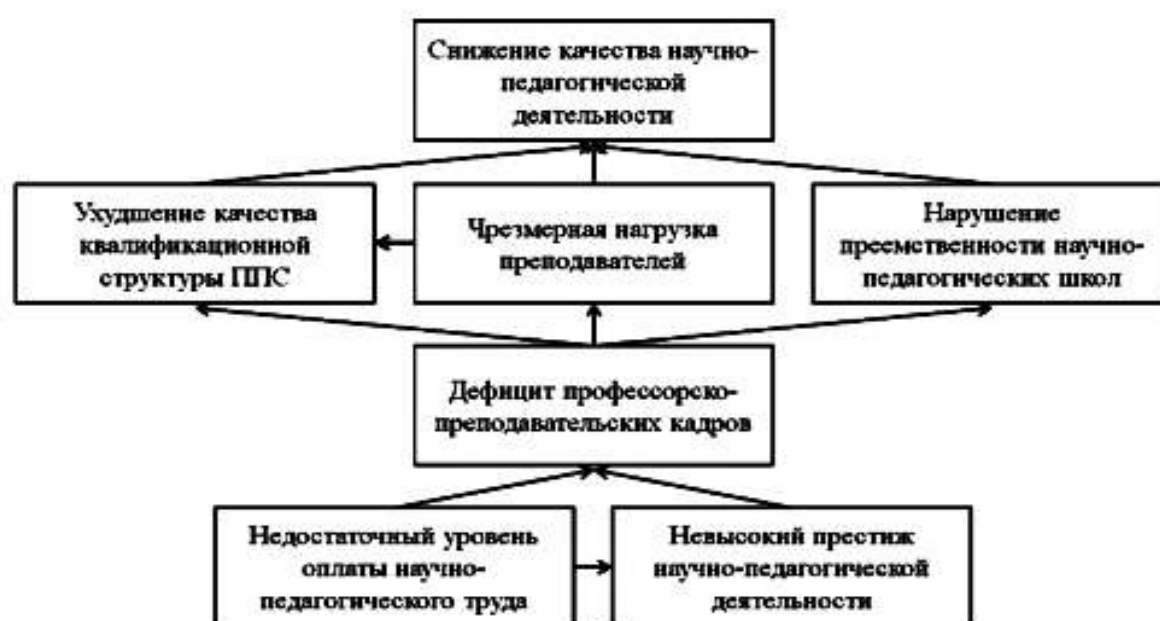 Снижение качества научно-
педагогической
деятельности
Ухудшение качества
квалификационной
структуры ППС
Чрезмерная нагрузка
преподавателей
Нарушение
преемственности научно-
педагогических школ
Дефицит профессорско-
преподавательских кадров
Недостаточный уровень
оплаты научно-
педагогического труда
Невысокий престиж
научно-педагогической
деятельности